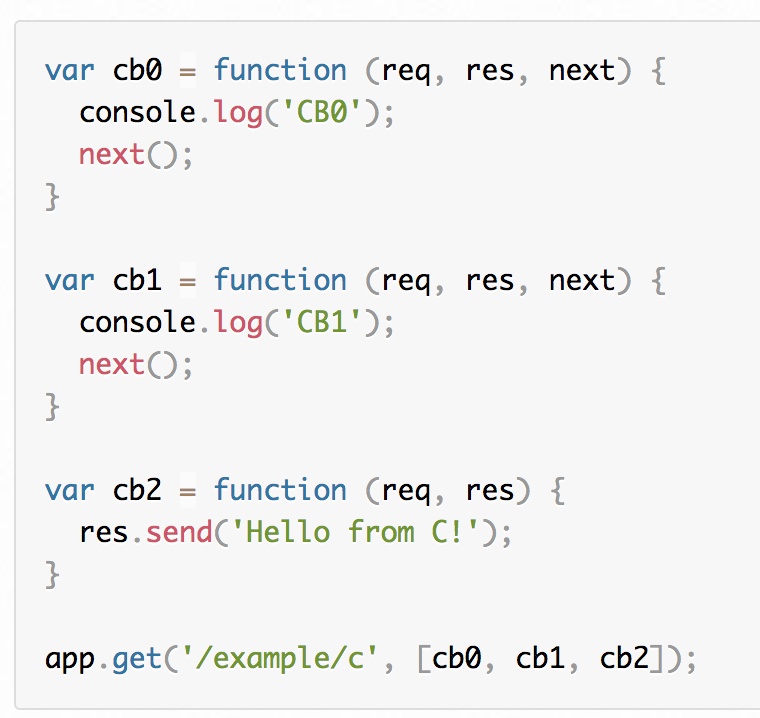 var cb0 = function (req, res, next) {
  console.log('CB0');
  next();
}

var cb1 = function (req, res, next) {
  console.log('CB1');
  next();
}

var cb2 = function (req, res) {
  res.send('Hello from C!');
}

app.get('/example/c', [cb0, cb1, cb2]);